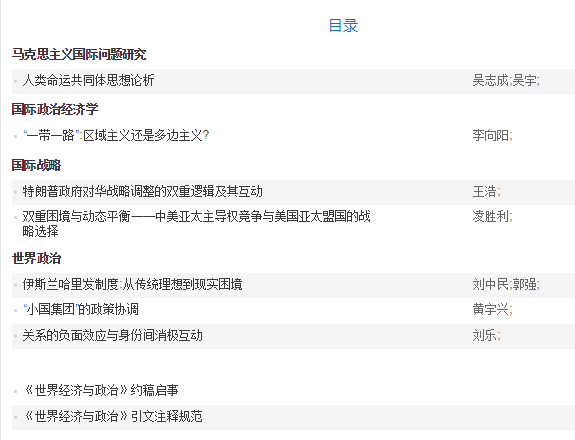 目录
马克思主义国际问题研究
人类命运共同体思想论析 吴志成;吴宇;
国际政治经济学
“一带一路”:区域主义还是多边主义? 李向阳;
国际战略
特朗普政府对华战略调整的双重逻辑及其互动 王浩;
双重困境与动态平衡——中美亚太主导权竞争与美国亚太盟国的战 凌胜利;
略选择
世界政治
伊斯兰哈里发制度:从传统理想到现实困境 刘中民;郭强;
“小国集团”的政策协调 黄宇兴;
关系的负面效应与身份间消极互动 刘乐;
《世界经济与政治》约稿启事
《世界经济与政治》引文注释规范